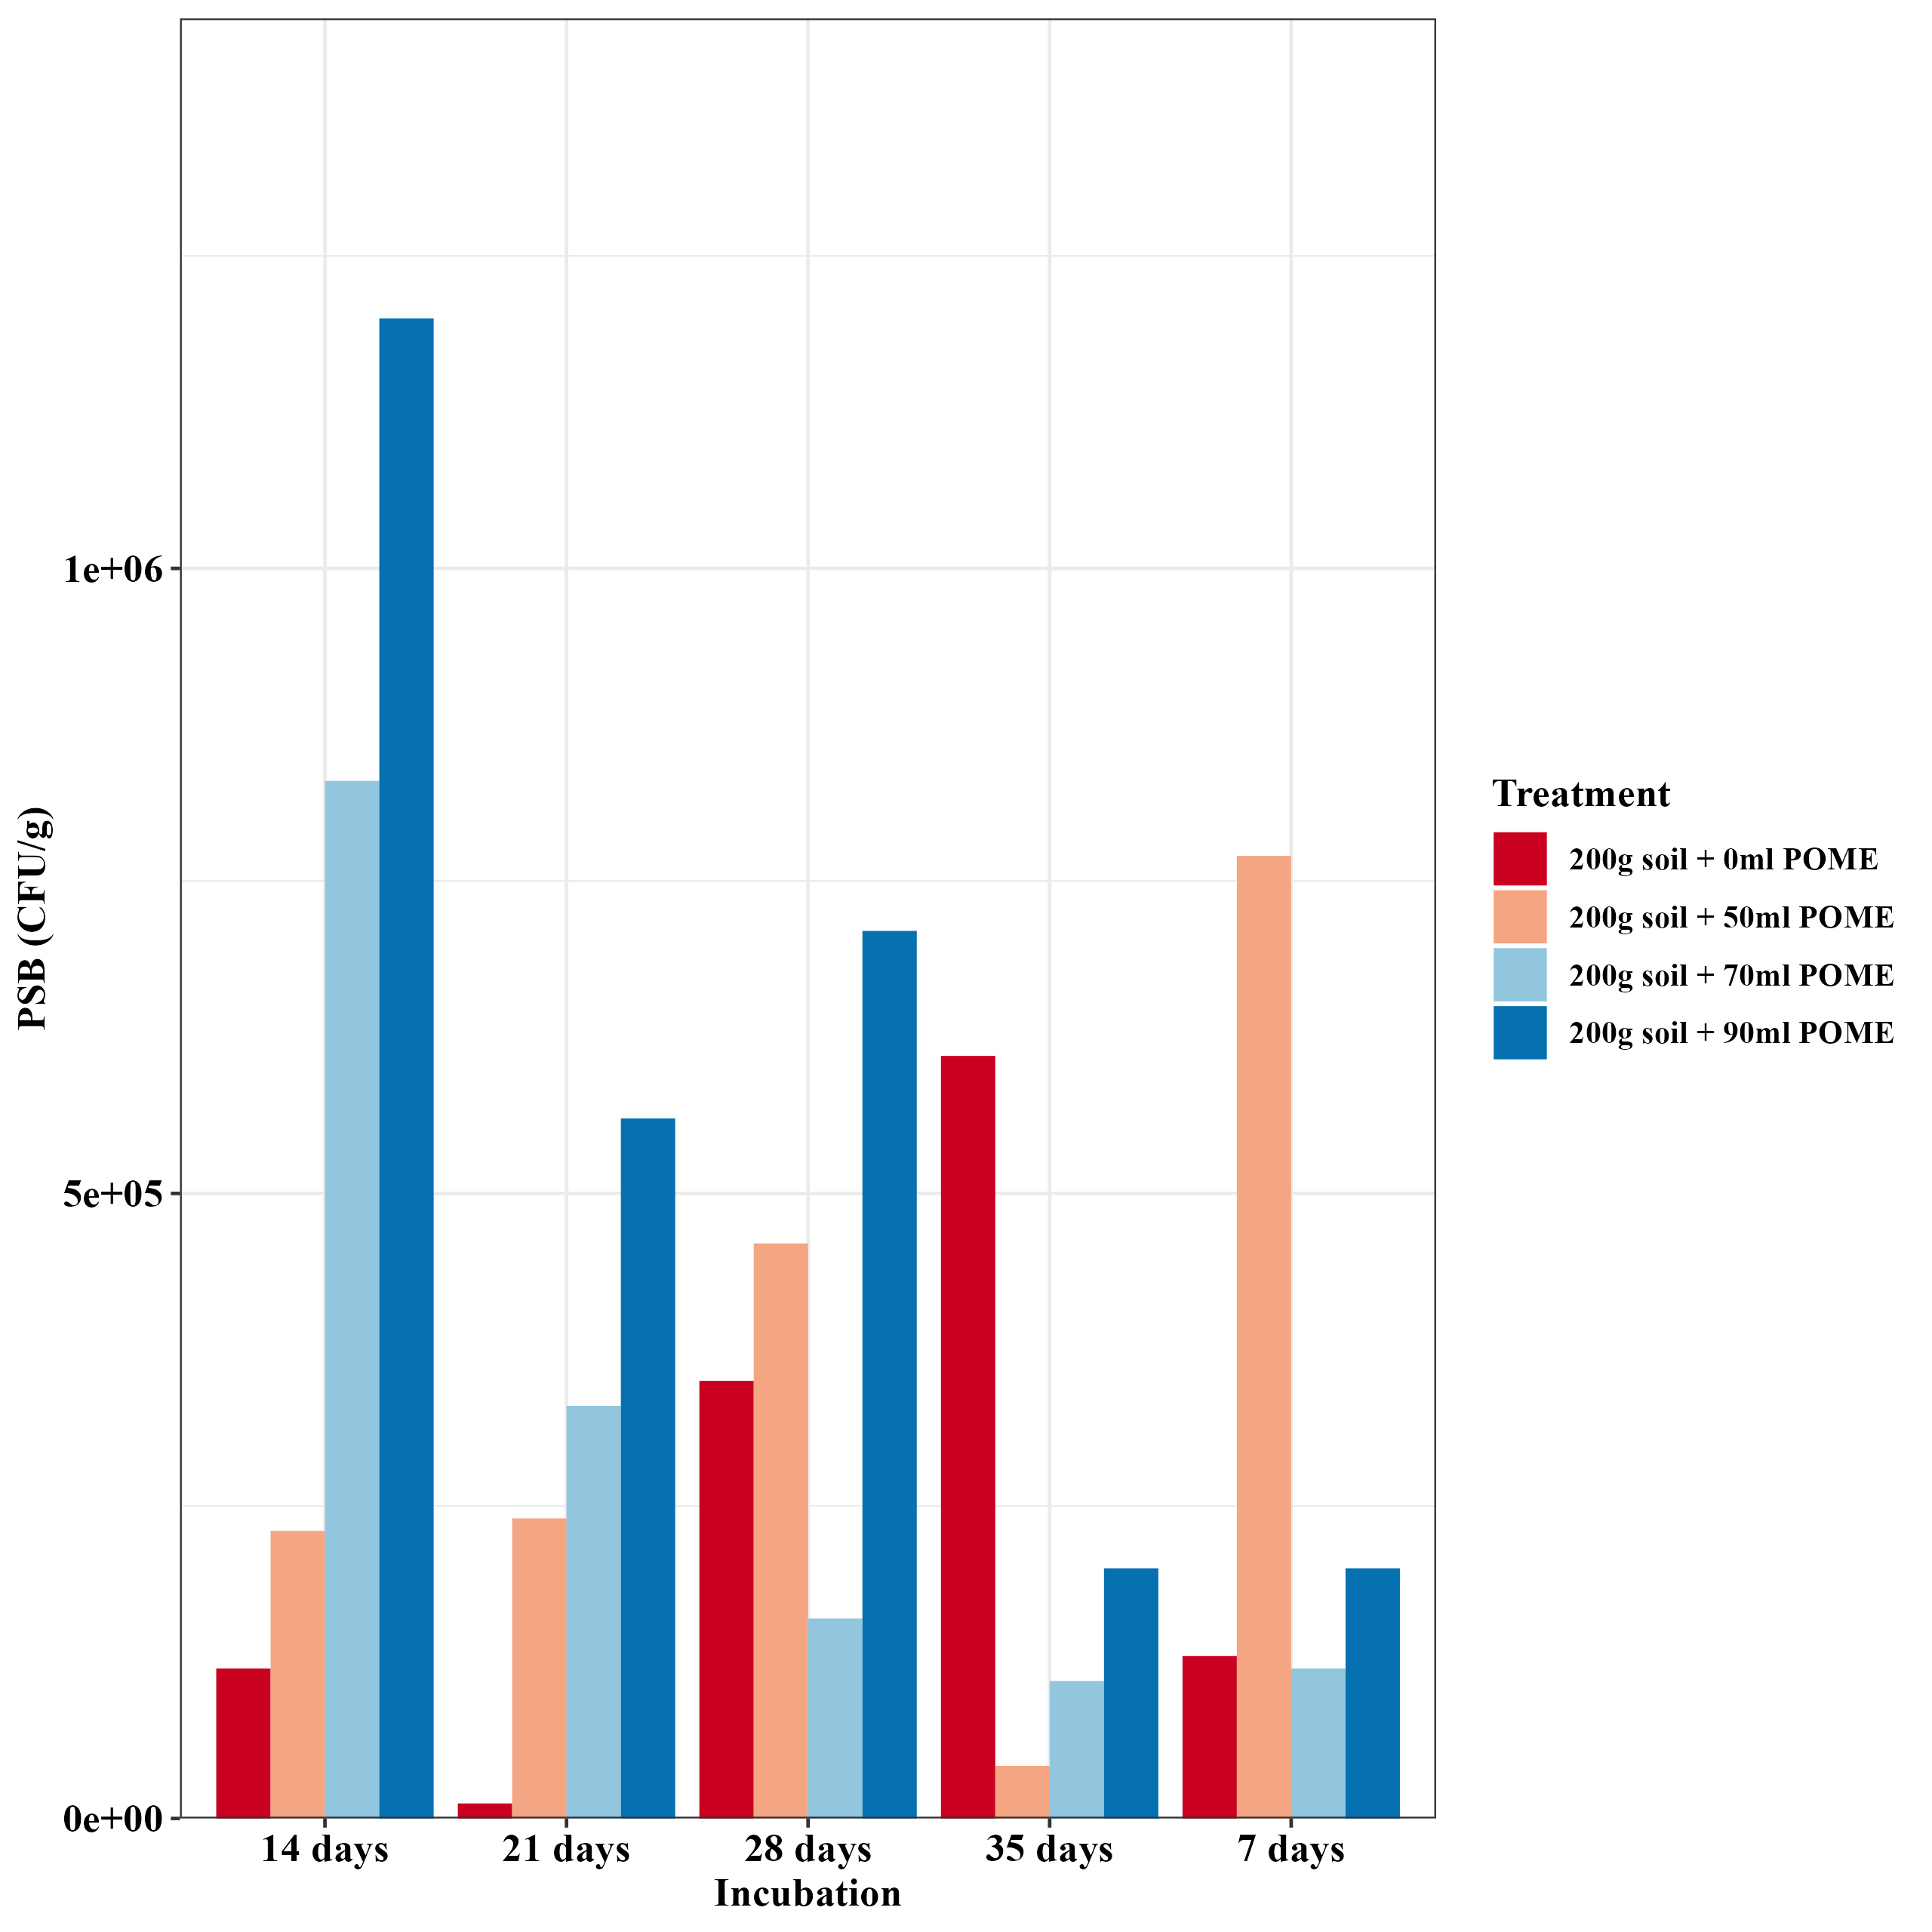 PSB (CFU/g)
1e+06
5e+05
0e+00
14 days
21 days
28 days
35 days
7 days
Incubation
Treatment
200g soil + 0ml POME
200g soil + 50ml POME
200g soil + 70ml POME
200g soil + 90ml POME